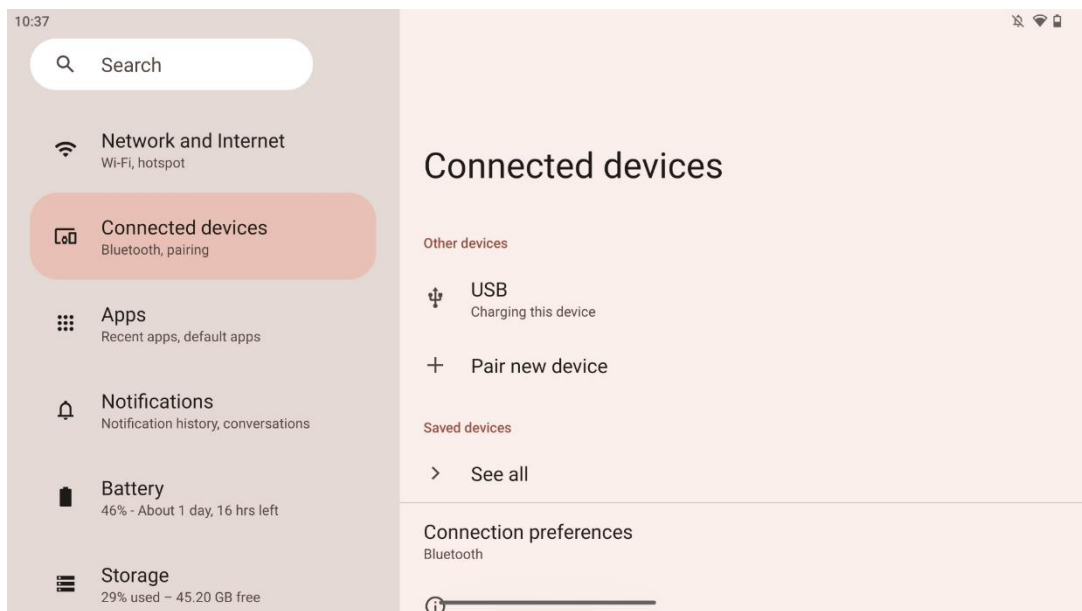 10:37
Search
Network and Internet
Wi-Fi, hotspot
Connected devices
Bluetooth, pairing
Apps
Recent apps, default apps
Notifications
Notification history, conversations
Battery
46% - About 1 day, 16 hrs left
Storage
29% used – 45.20 GB free
Connected devices
Other devices
USB
Charging this device
Pair new device
Saved devices
See all
Connection preferences
Bluetooth